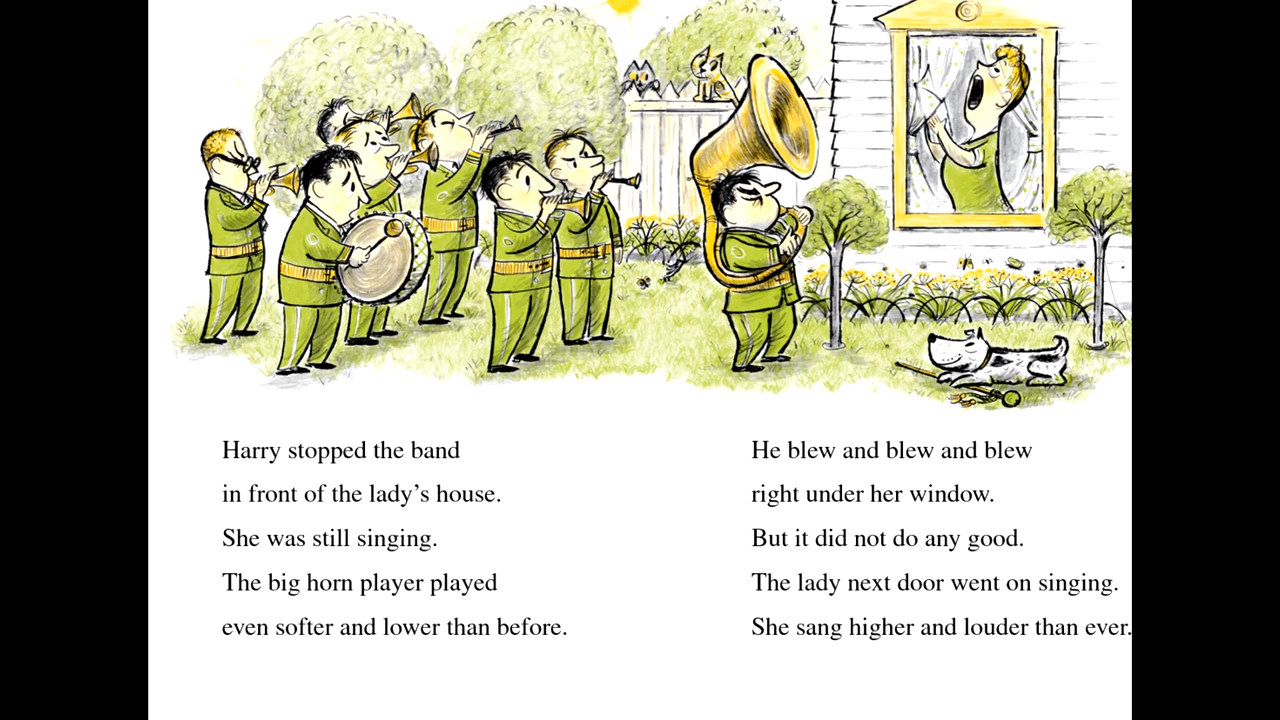 Harry stopped the band
in front of the lady’s house.
She was still singing.
The big horn player played
even softer and lower than before.
He blew and blew and blew
right under her window.
But it did not do any good.
The lady next door went on singing.
She sang higher and louder than ever.